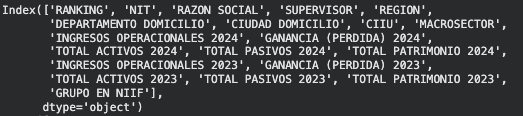 Index(['RANKING', 'NIT', 'RAZON SOCIAL', 'SUPERVISOR', 'REGION',
'DEPARTAMENTO DOMICILIO', 'CIUDAD DOMICILIO', 'CIIU', 'MACROSECTOR',
'INGRESOS OPERACIONALES 2024', 'GANANCIA (PERDIDA) 2024',
'TOTAL ACTIVOS 2024', 'TOTAL PASIVOS 2024', 'TOTAL PATRIMONIO 2024',
'INGRESOS OPERACIONALES 2023', 'GANANCIA (PERDIDA) 2023',
'TOTAL ACTIVOS 2023', 'TOTAL PASIVOS 2023', 'TOTAL PATRIMONIO 2023',
'GRUPO EN NIIF'],
dtype='object')